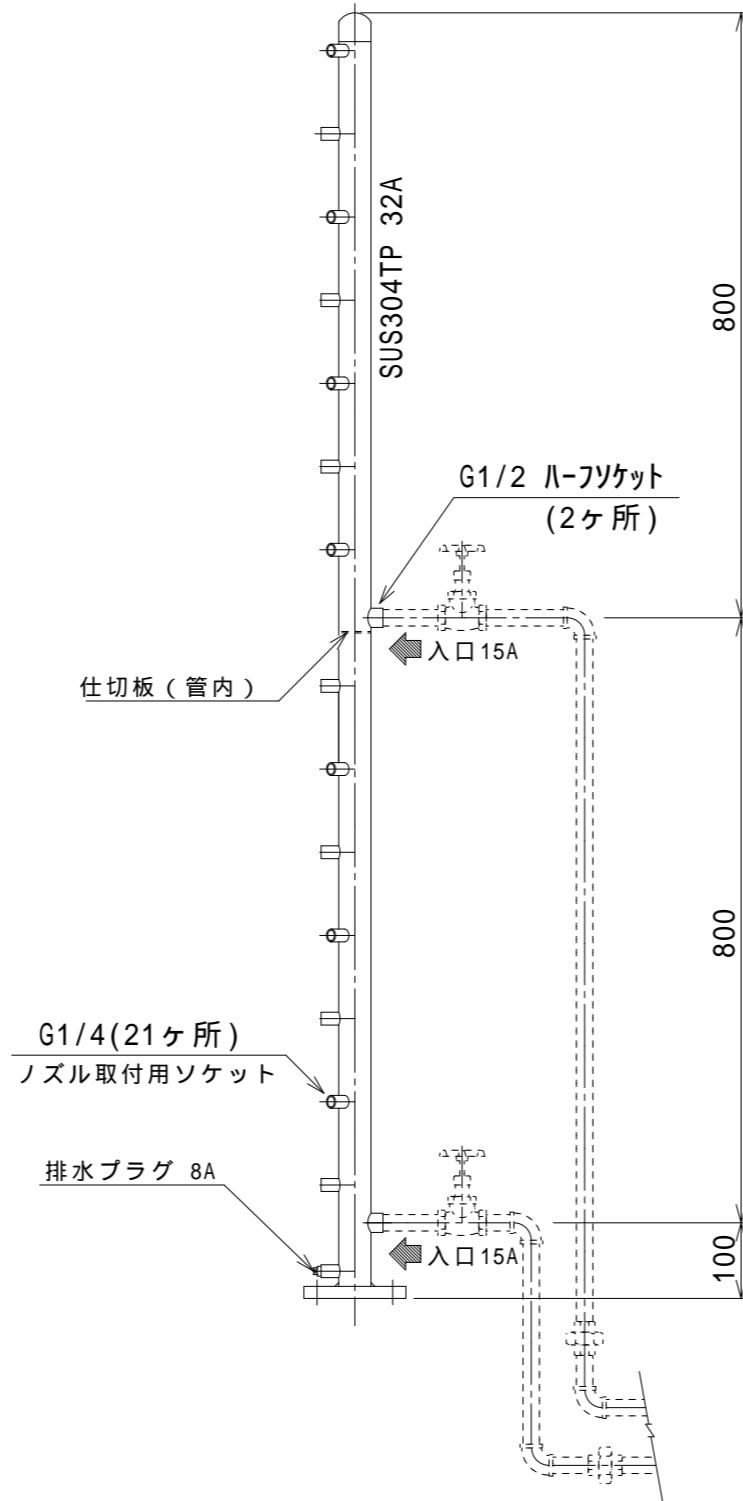 SUS304TP 32A
800
G1/2 ハーフソケット
(2ヶ所)
入口15A
仕切板(管内)
800
G1/4(21ヶ所)
ノズル取付用ソケット
排水プラグ 8A
入口15A
100